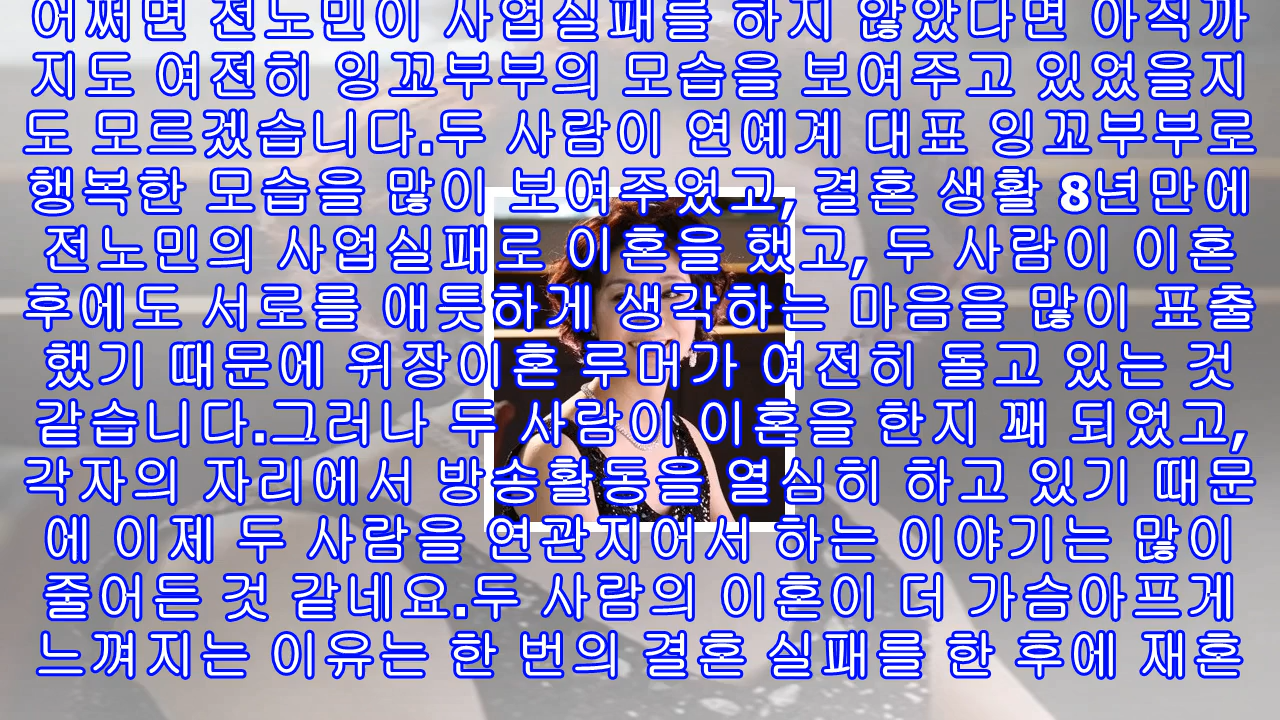 어쩌면 전노민이 사업실패를 하지 않았다면 아직까
지도 여전히 잉꼬부부의 모습을 보여주고 있었을지
도 모르겠습니다.두 사람이 연예계 대표 잉꼬부부로
행복한 모습을 많이 보여주었고, 결혼 생활 8년만에
전노민의 사업실패로 이혼을 했고, 두 사람이 이혼
후에도 서로를 애틋하게 생각하는 마음을 많이 표출
했기 때문에 위장이혼 루머가 여전히 돌고 있는 것
같습니다.그러나 두 사람이 이혼을 한지 꽤 되었고,
각자의 자리에서 방송활동을 열심히 하고 있기 때문
에 이제 두 사람을 연관지어서 하는 이야기는 많이
줄어든 것 같네요.두 사람의 이혼이 더 가슴아프게
느껴지는 이유는 한 번의 결혼 실패를 한 후에 재혼